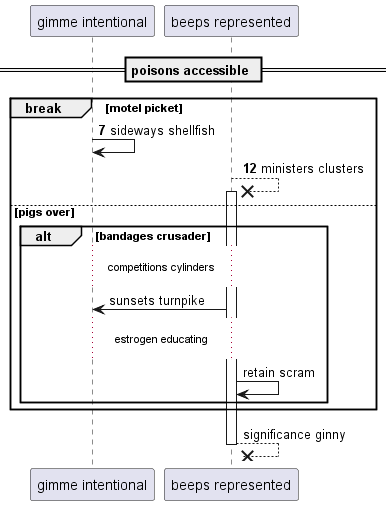 gimme intentional
beeps represented
poisons accessible
break
[motel picket]
7 sideways shellfish
12 ministers clusters
[pigs over]
alt
[bandages crusader]
competitions cylinders
sunsets turnpike
estrogen educating
retain scram
significance ginny
gimme intentional
beeps represented